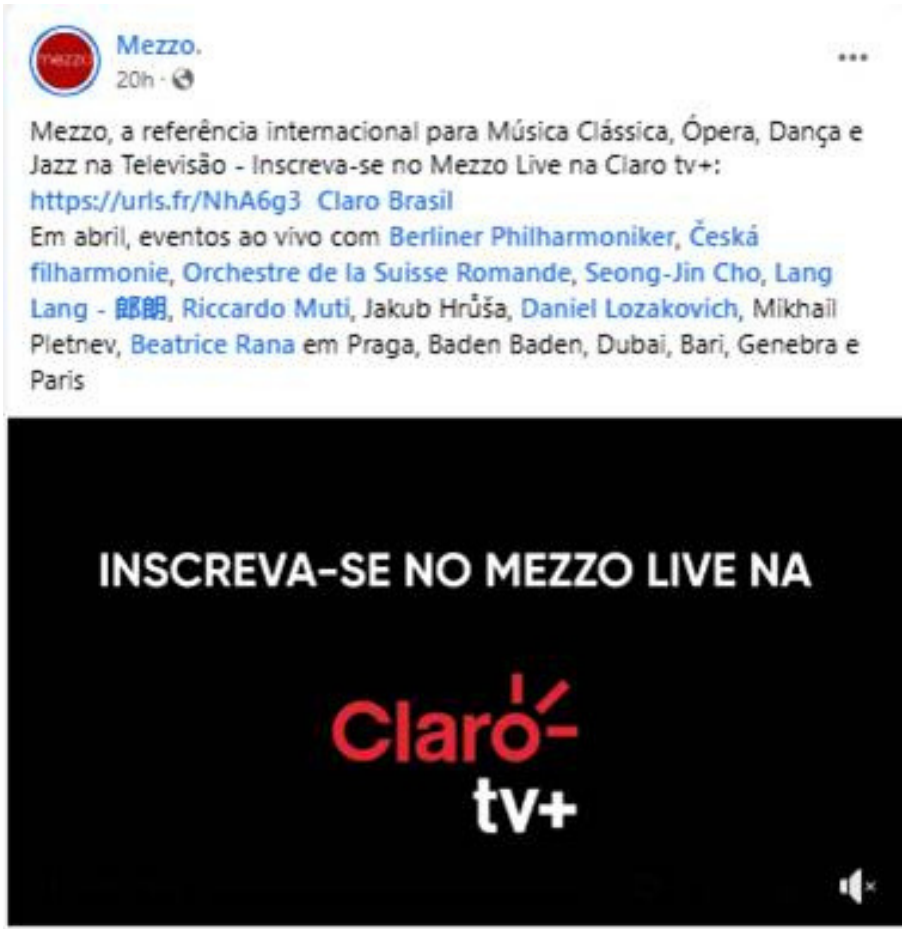 mezzo
Mezzo.
20h ·
Mezzo, a referência internacional para Música Clássica, Ópera, Dança e
Jazz na Televisão - Inscreva-se no Mezzo Live na Claro tv+:
https://urls.fr/NhA6g3 Claro Brasil
Em abril, eventos ao vivo com Berliner Philharmoniker, Česká
filharmonie, Orchestre de la Suisse Romande, Seong-Jin Cho, Lang
Lang - 郎朗, Riccardo Muti, Jakub Hrůša, Daniel Lozakovich, Mikhail
Pletnev, Beatrice Rana em Praga, Baden Baden, Dubai, Bari, Genebra e
Paris
INSCREVA-SE NO MEZZO LIVE NA
Claro
tv+